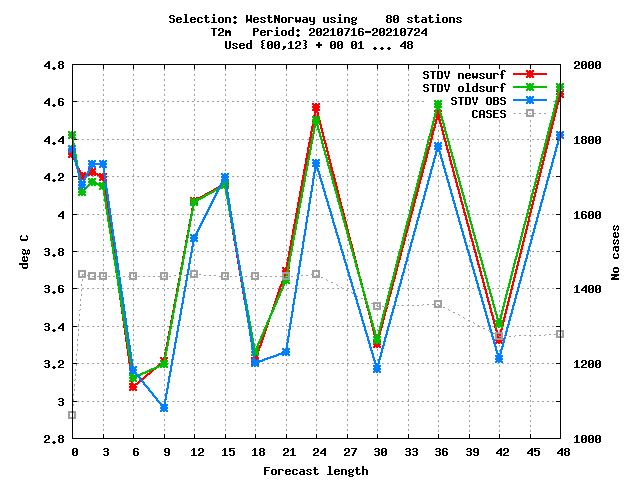 Selection: WestNorway using    80 stations
T2m   Period: 20210716-20210724
Used {00,12} + 00 01 ... 48
STDV newsurf
STDV oldsurf
STDV OBS
CASES
deg C
4.8
4.6
4.4
4.2
4
3.8
3.6
3.4
3.2
3
2.8
2000
1800
1600
1400
1200
1000
No cases
0 3 6 9 12 15 18 21 24 27 30 33 36 39 42 45 48
Forecast length